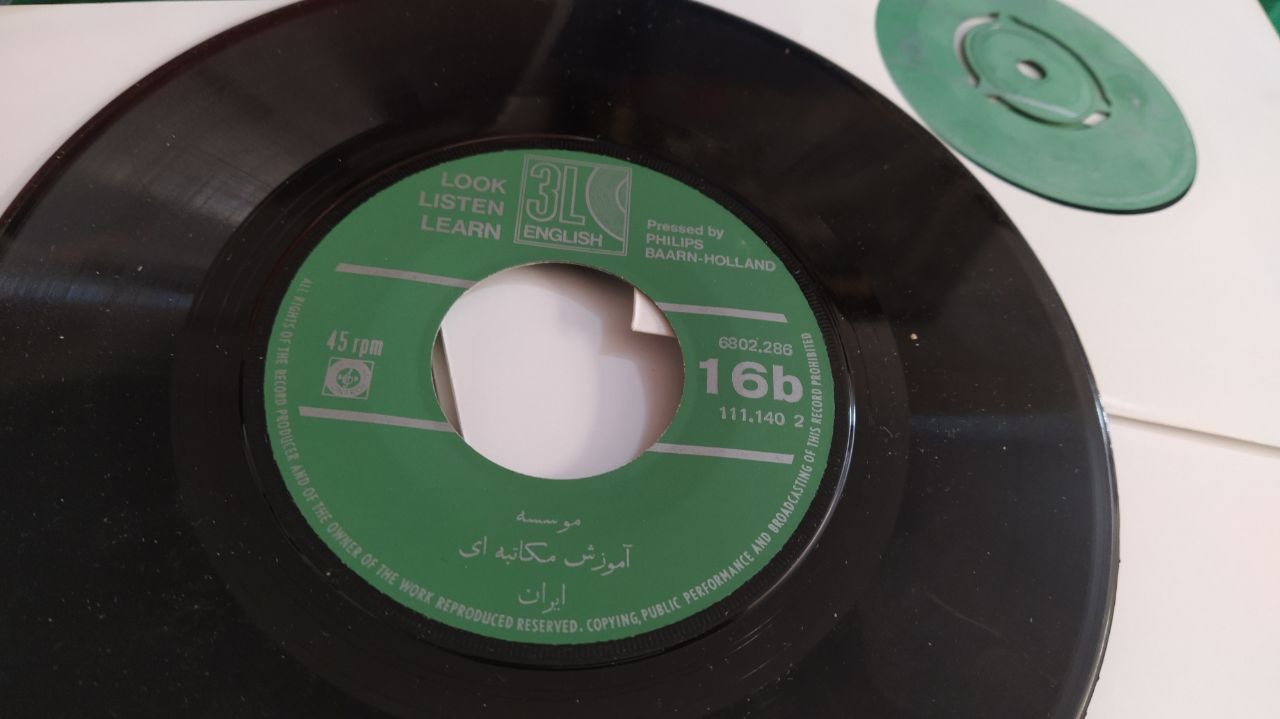 LOOK
LISTEN
LEARN
3L
ENGLISH
Pressed by
PHILIPS
BAARN-HOLLAND
45 rpm
6802.286
16b
111.140 2
موسسه
آموزش مکاتبه ای
ایران
ALL RIGHTS OF THE RECORD PRODUCER AND OF THE OWNER OF THE WORK REPRODUCED RESERVED. COPYING, PUBLIC PERFORMANCE AND BROADCASTING OF THIS RECORD PROHIBITED